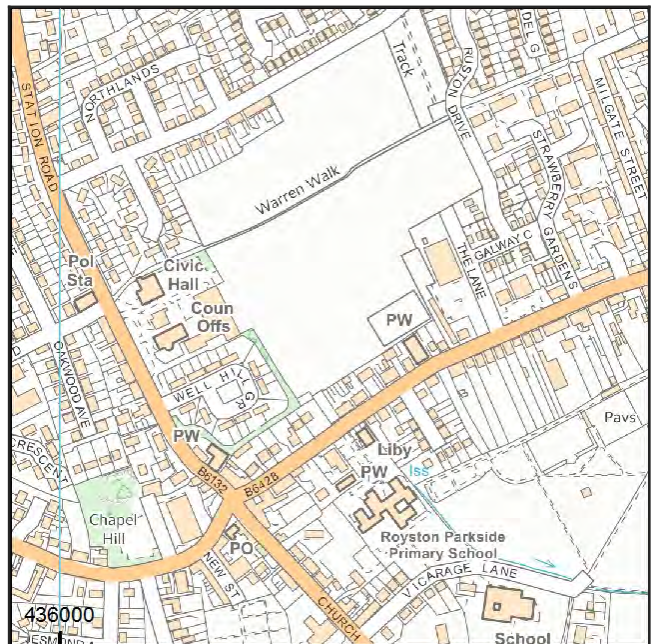 STATION ROAD
NORTHLANDS
Track
RUSTON DRIVE
DEL G
MILGATE STREET
STRAWBERRY GARDENS
Warren Walk
GALWAY C
THE LANE
Pol
Sta
Civic
Hall
Coun
Offs
PW
OAKWOOD AVE
WELL HILL GR
CRESCENT
PW
B6132
B6428
Liby
PW
Iss
Pavs
Chapel
Hill
PO
NEW S
Royston Parkside
Primary School
VICARAGE LANE
CHURCH
436000
School